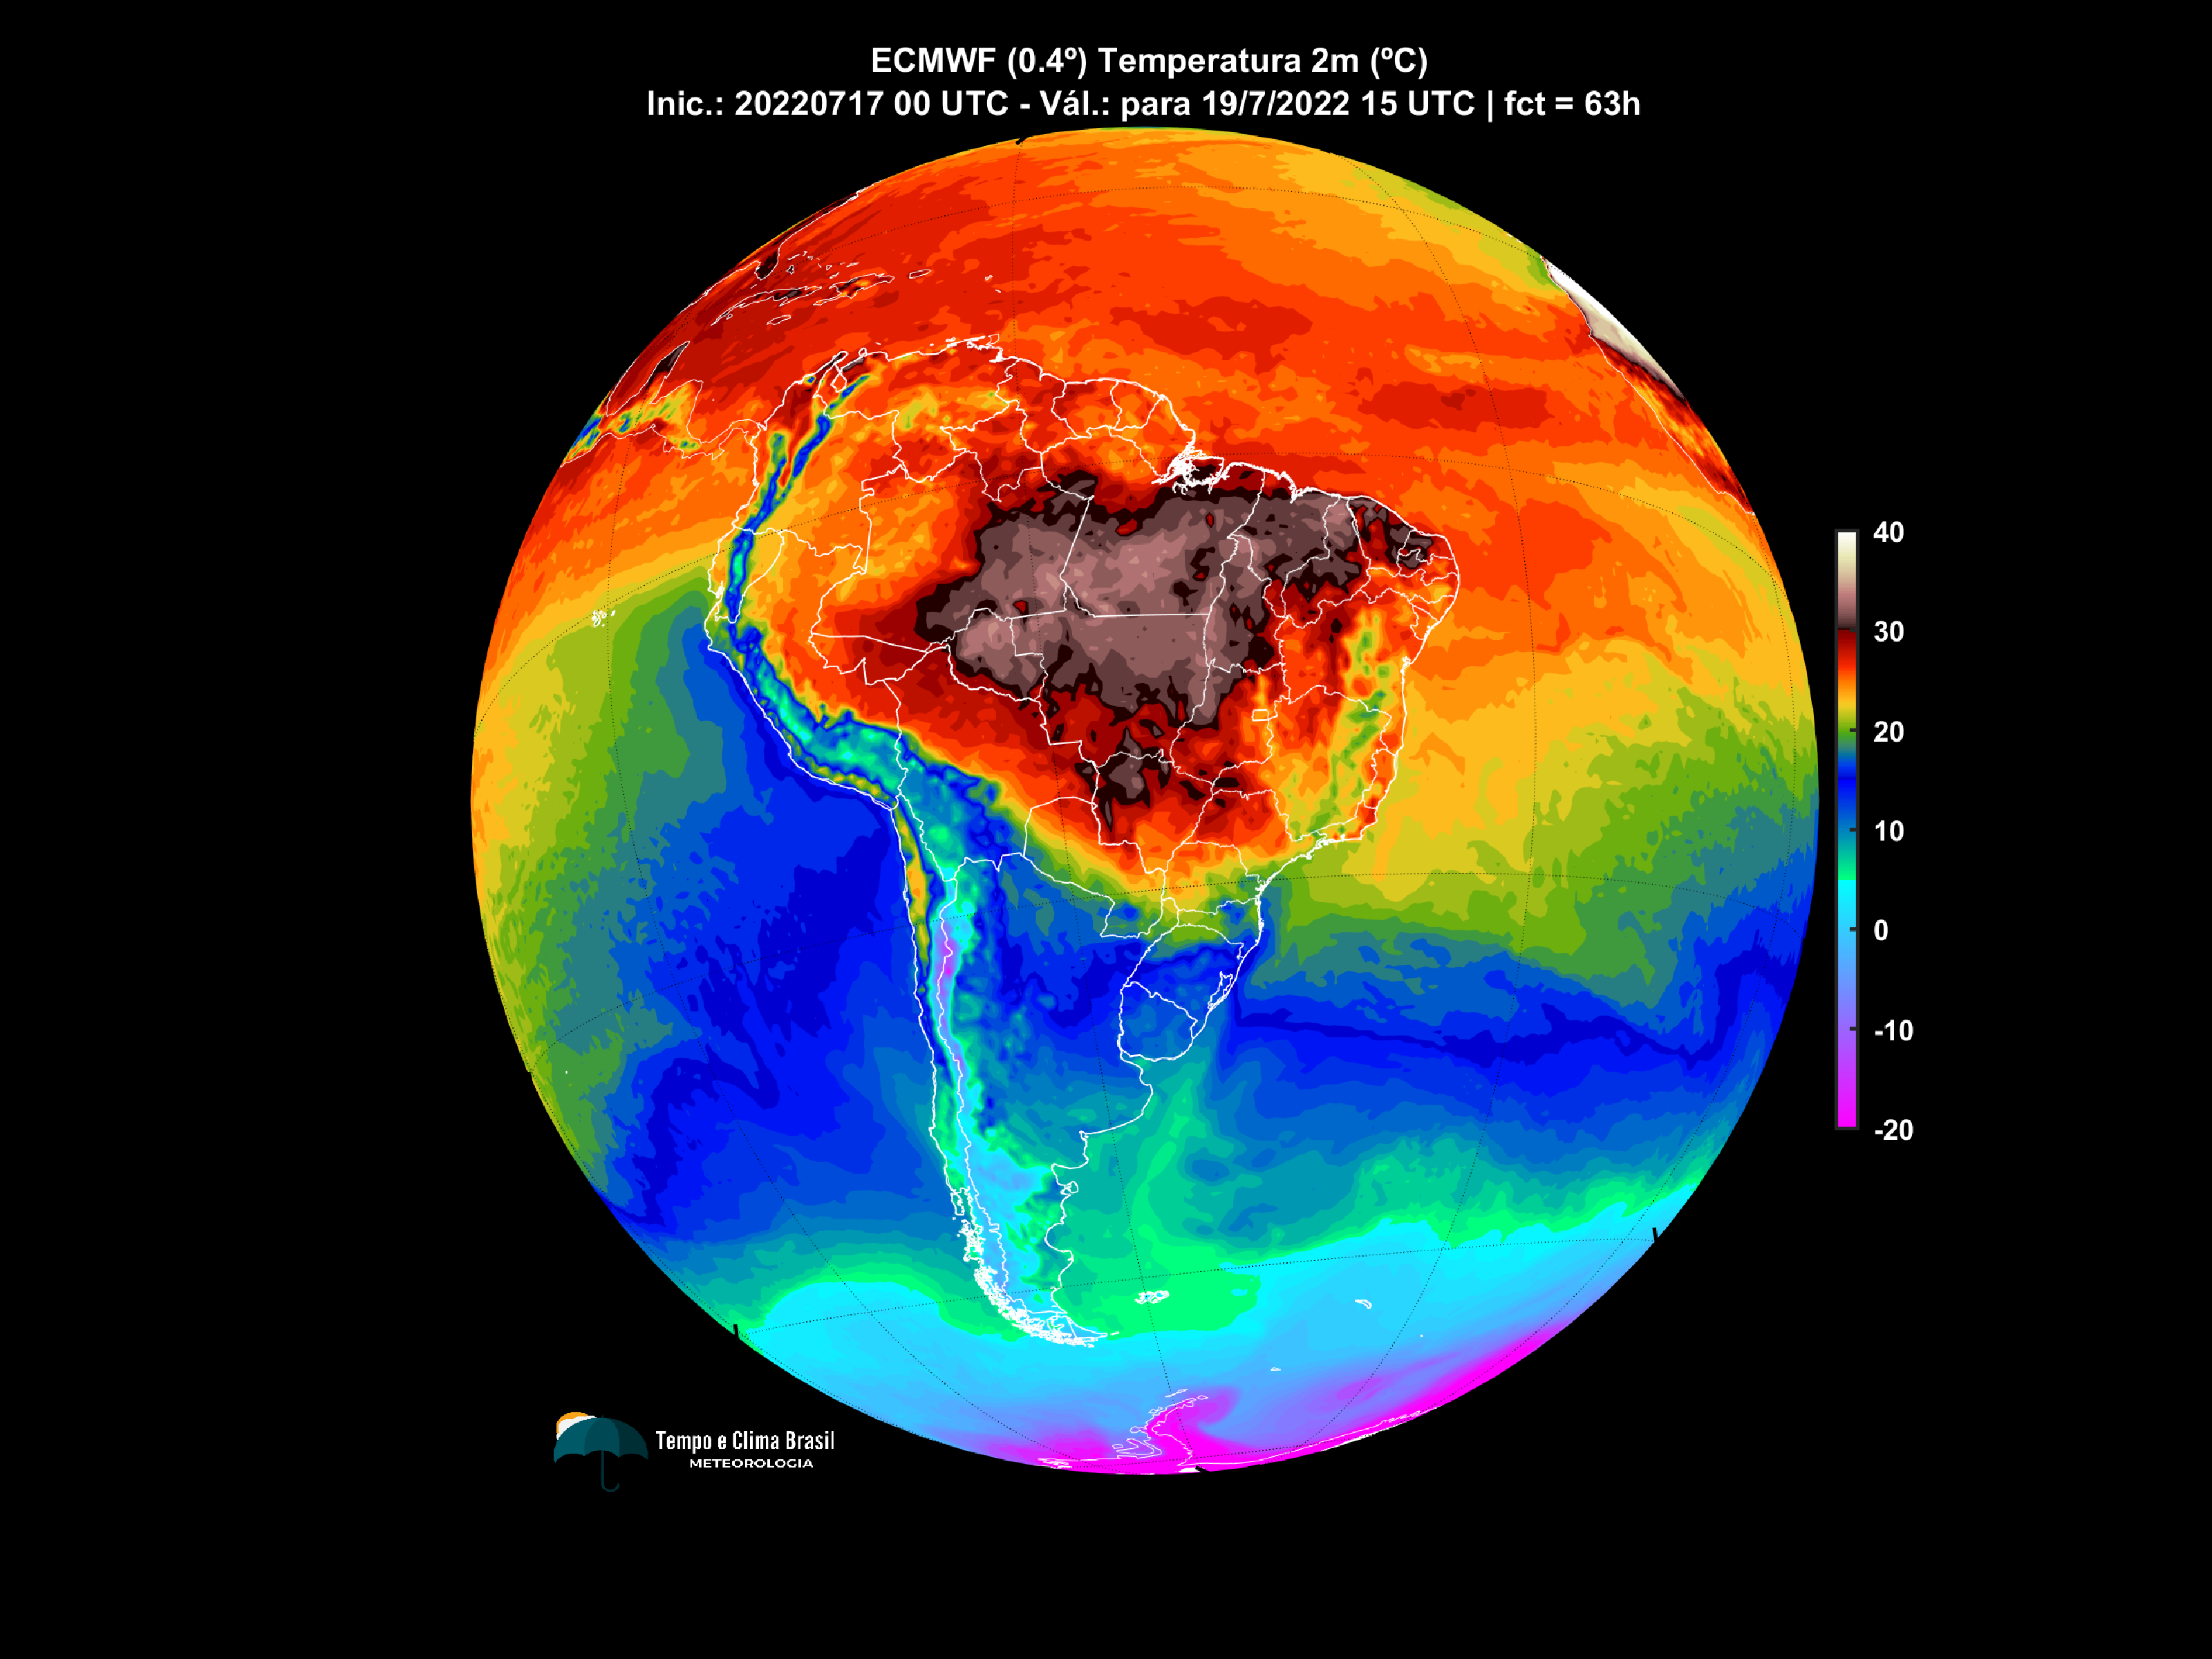 ECMWF (0.4º) Temperatura 2m (ºC)
Inic.: 20220717 00 UTC - Vál.: para 19/7/2022 15 UTC | fct = 63h
40
30
20
10
0
-10
-20
Tempo e Clima Brasil
METEOROLOGIA